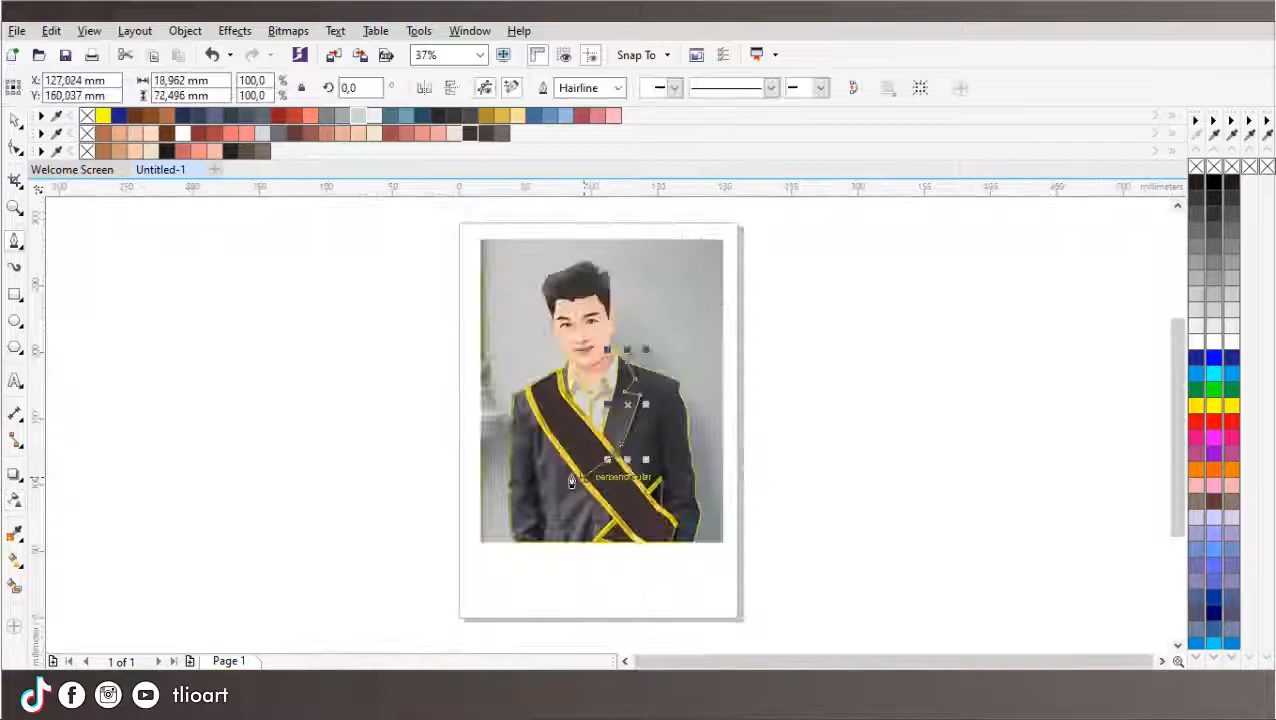 File Edit View Layout Object Effects Bitmaps Text Table Tools Window Help
37% Snap To
X: 127,024 mm 18,962 mm 100,0 % 0,0 ° Hairline
Y: 160,037 mm 72,496 mm 100,0 %
Welcome Screen Untitled-1
millimeters
1 of 1 Page 1
tlioart